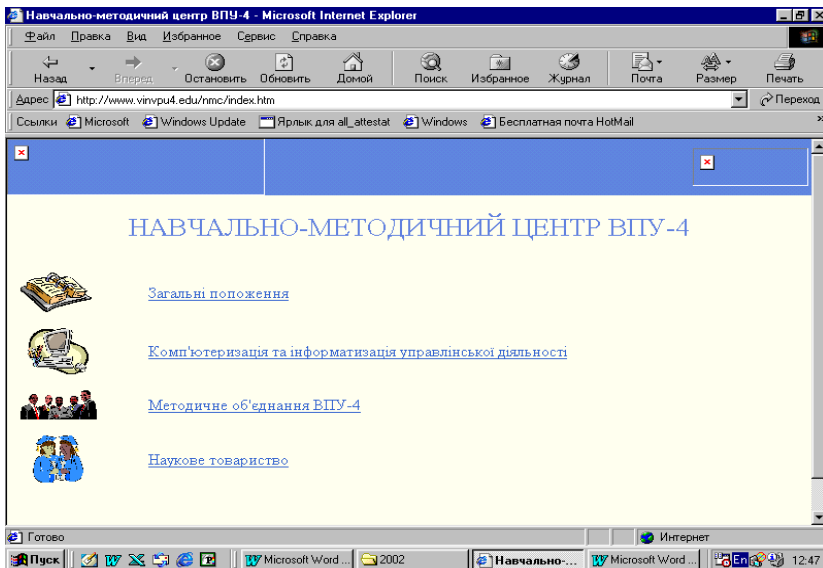 Навчально-методичний центр ВПУ-4 - Microsoft Internet Explorer
Файл Правка Вид Избранное Сервис Справка
Назад Вперед Остановить Обновить Домой Поиск Избранное Журнал Почта Размер Печать
Адрес http://www.vinvpu4.edu/nmc/index.htm Переход
Ссылки Microsoft Windows Update Ярлык для all_attestat Windows Бесплатная почта HotMail »
НАВЧАЛЬНО-МЕТОДИЧНИЙ ЦЕНТР ВПУ-4
Загальні попоження
Комп'ютеризація та інформатизація управлінської діяльності
Методичне об'єднання ВПУ-4
Наукове товариство
Готово Интернет
Пуск Microsoft Word ... 2002 Навчально-... Microsoft Word ... En 12:47